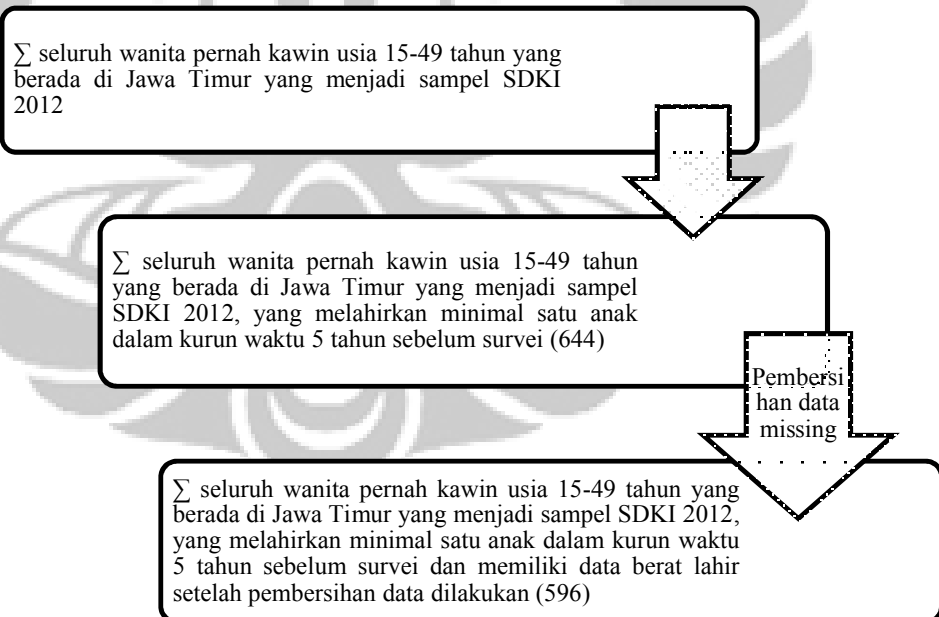 ∑ seluruh wanita pernah kawin usia 15-49 tahun yang
berada di Jawa Timur yang menjadi sampel SDKI
2012
∑ seluruh wanita pernah kawin usia 15-49 tahun
yang berada di Jawa Timur yang menjadi sampel
SDKI 2012, yang melahirkan minimal satu anak
dalam kurun waktu 5 tahun sebelum survei (644)
Pembersi
han data
missing
∑ seluruh wanita pernah kawin usia 15-49 tahun yang
berada di Jawa Timur yang menjadi sampel SDKI 2012,
yang melahirkan minimal satu anak dalam kurun waktu
5 tahun sebelum survei dan memiliki data berat lahir
setelah pembersihan data dilakukan (596)